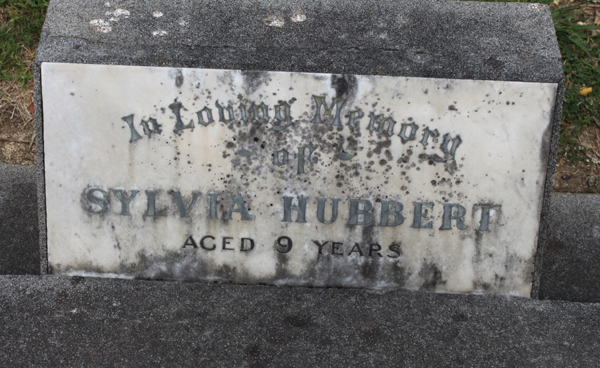 In Loving Memory
of
SYLVIA HUBBERT
AGED 9 YEARS